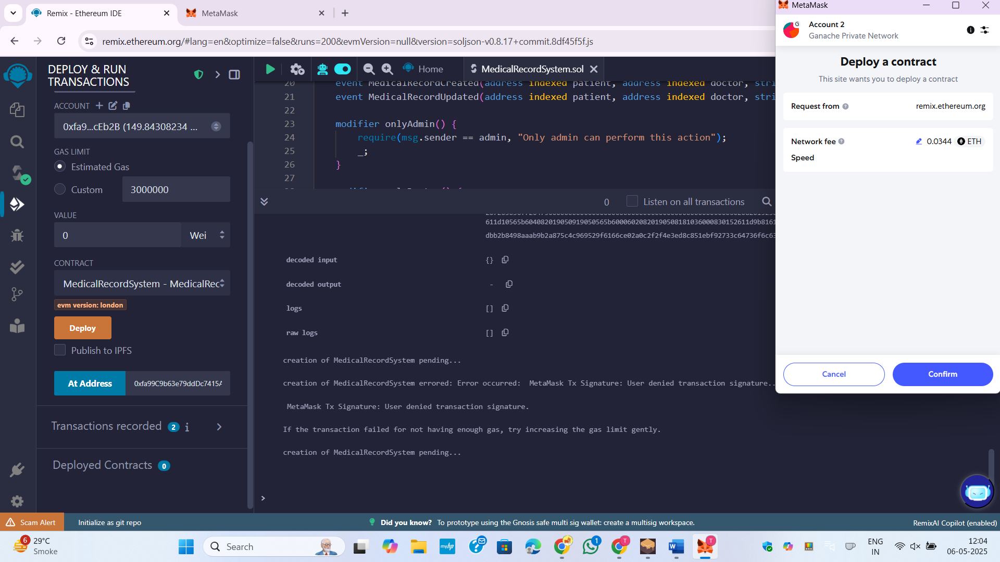 Remix - Ethereum IDE
MetaMask
remix.ethereum.org/#lang=en&optimize=false&runs=200&evmVersion=null&version=soljson-v0.8.17+commit.8df45f5f.js
DEPLOY & RUN
TRANSACTIONS
ACCOUNT
0xfa9...cEb2B (149.84308234 ...
GAS LIMIT
Estimated Gas
Custom
3000000
VALUE
0
Wei
CONTRACT
MedicalRecordSystem - MedicalRec
evm version: london
Deploy
Publish to IPFS
At Address
0xfa99C9b63e79ddDc7415A
Transactions recorded 2 i
Deployed Contracts 0
Home
MedicalRecordSystem.sol
20 event MedicalRecordCreated(address indexed patient, address indexed doctor, stri
21 event MedicalRecordUpdated(address indexed patient, address indexed doctor, stri
22
23 modifier onlyAdmin() {
24 require(msg.sender == admin, "Only admin can perform this action");
25 _;
26 }
27
0
Listen on all transactions
611d10565b604082019050919050565b6000602082019050818103600083015261​1d9b8161
dbb2b8498aaab9b2a875c4c969529f6166ce02a0c2f2f4e3ed8c851ebf92733c64736f6c63
decoded input {}
decoded output -
logs []
raw logs []
creation of MedicalRecordSystem pending...
creation of MedicalRecordSystem errored: Error occurred: MetaMask Tx Signature: User denied transaction signature..
MetaMask Tx Signature: User denied transaction signature.
If the transaction failed for not having enough gas, try increasing the gas limit gently.
creation of MedicalRecordSystem pending...
>
MetaMask
G
Account 2
Ganache Private Network
Deploy a contract
This site wants you to deploy a contract
Request from
remix.ethereum.org
Network fee
0.0344 ETH
Speed
Cancel
Confirm
Scam Alert
Initialize as git repo
Did you know? To prototype using the Gnosis safe multi sig wallet: create a multisig workspace.
RemixAI Copilot (enabled)
6
29°C
Smoke
Search
myhp
1
T
W
T
ENG
IN
12:04
06-05-2025